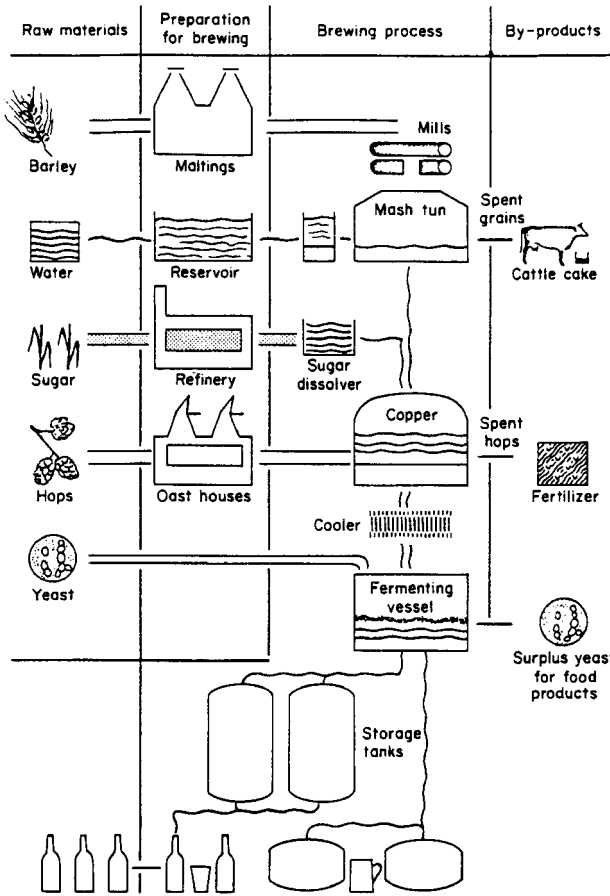 Raw materials
Preparation
for brewing
Brewing process
By-products
Barley
Maltings
Mills
Mash tun
Spent
grains
Water
Reservoir
Cattle cake
Sugar
Refinery
Sugar
dissolver
Copper
Spent
hops
Hops
Oast houses
Fertilizer
Cooler
Yeast
Fermenting
vessel
Surplus yeast
for food
products
Storage
tanks